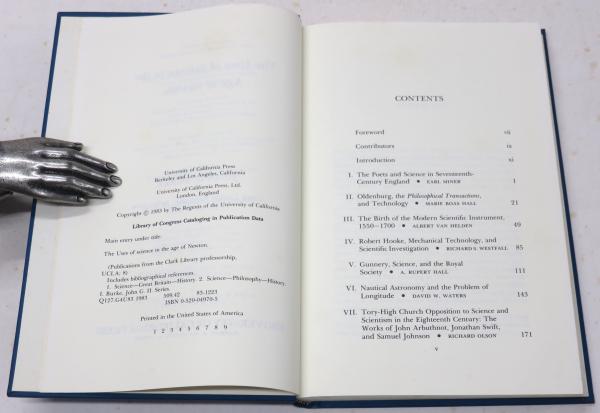 University of California Press
Berkeley and Los Angeles, California
University of California Press, Ltd.
London, England
Copyright © 1983 by The Regents of the University of California
Library of Congress Cataloging in Publication Data
Main entry under title:
The Uses of science in the age of Newton.
(Publications from the Clark Library professorship,
UCLA; 8)
Includes bibliographical references.
1. Science—Great Britain—History. 2. Science—Philosophy—History.
I. Burke, John G. II. Series.
Q127.G4U83 1983 509.42 83-1223
ISBN 0-520-04970-5
Printed in the United States of America
1 2 3 4 5 6 7 8 9
CONTENTS
Foreword vii
Contributors ix
Introduction xi
I. The Poets and Science in Seventeenth-
Century England • EARL MINER 1
II. Oldenburg, the Philosophical Transactions,
and Technology • MARIE BOAS HALL 21
III. The Birth of the Modern Scientific Instrument,
1550–1700 • ALBERT VAN HELDEN 49
IV. Robert Hooke, Mechanical Technology, and
Scientific Investigation • RICHARD S. WESTFALL 85
V. Gunnery, Science, and the Royal
Society • A. RUPERT HALL 111
VI. Nautical Astronomy and the Problem of
Longitude • DAVID W. WATERS 143
VII. Tory-High Church Opposition to Science and
Scientism in the Eighteenth Century: The
Works of John Arbuthnot, Jonathan Swift,
and Samuel Johnson • RICHARD OLSON 171
v